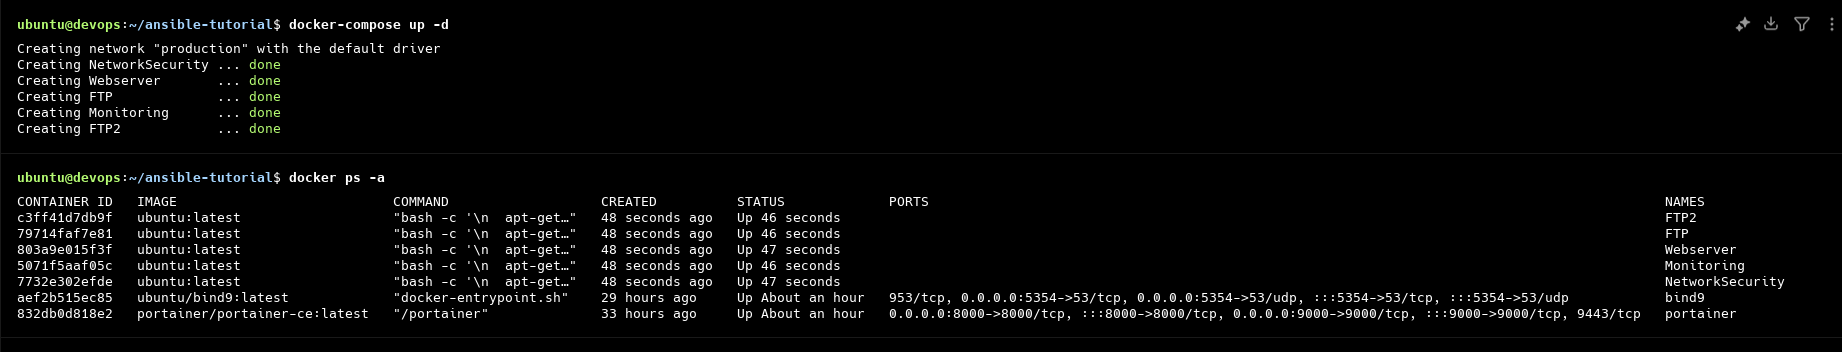 ubuntu@devops:~/ansible-tutorial$ docker-compose up -d
Creating network "production" with the default driver
Creating NetworkSecurity ... done
Creating Webserver       ... done
Creating FTP             ... done
Creating Monitoring      ... done
Creating FTP2            ... done
ubuntu@devops:~/ansible-tutorial$ docker ps -a
CONTAINER ID   IMAGE                           COMMAND                   CREATED          STATUS             PORTS                                                                                            NAMES
c3ff41d7db9f   ubuntu:latest                   "bash -c '\n  apt-get…"   48 seconds ago   Up 46 seconds                                                                                                       FTP2
79714faf7e81   ubuntu:latest                   "bash -c '\n  apt-get…"   48 seconds ago   Up 46 seconds                                                                                                       FTP
803a9e015f3f   ubuntu:latest                   "bash -c '\n  apt-get…"   48 seconds ago   Up 47 seconds                                                                                                       Webserver
5071f5aaf05c   ubuntu:latest                   "bash -c '\n  apt-get…"   48 seconds ago   Up 46 seconds                                                                                                       Monitoring
7732e302efde   ubuntu:latest                   "bash -c '\n  apt-get…"   48 seconds ago   Up 47 seconds                                                                                                       NetworkSecurity
aef2b515ec85   ubuntu/bind9:latest             "docker-entrypoint.sh"    29 hours ago     Up About an hour   953/tcp, 0.0.0.0:5354->53/tcp, 0.0.0.0:5354->53/udp, :::5354->53/tcp, :::5354->53/udp            bind9
832db0d818e2   portainer/portainer-ce:latest   "/portainer"              33 hours ago     Up About an hour   0.0.0.0:8000->8000/tcp, :::8000->8000/tcp, 0.0.0.0:9000->9000/tcp, :::9000->9000/tcp, 9443/tcp   portainer